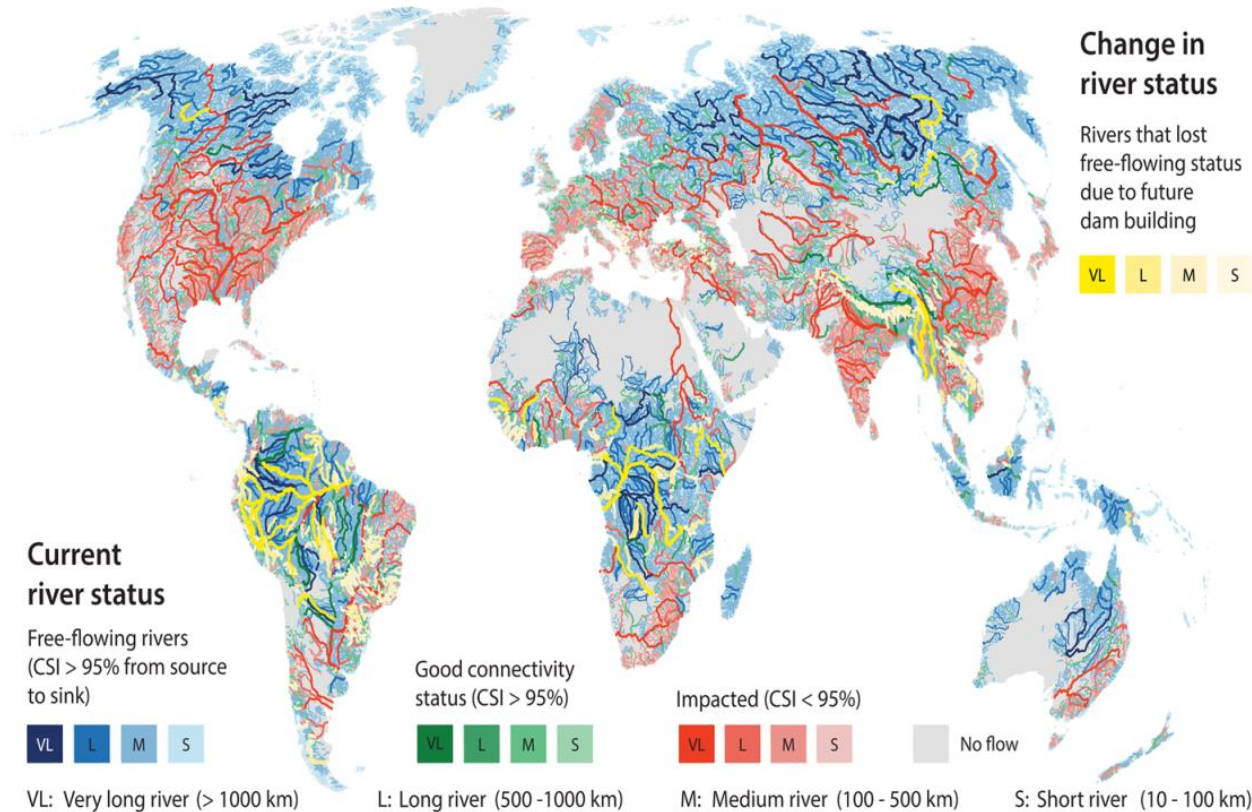 Change in
river status
Rivers that lost
free-flowing status
due to future
dam building
VL L M S
Current
river status
Free-flowing rivers
(CSI > 95% from source
to sink)
VL L M S
Good connectivity
status (CSI > 95%)
VL L M S
Impacted (CSI < 95%)
VL L M S
No flow
VL: Very long river (> 1000 km) L: Long river (500 -1000 km) M: Medium river (100 - 500 km) S: Short river (10 - 100 km)